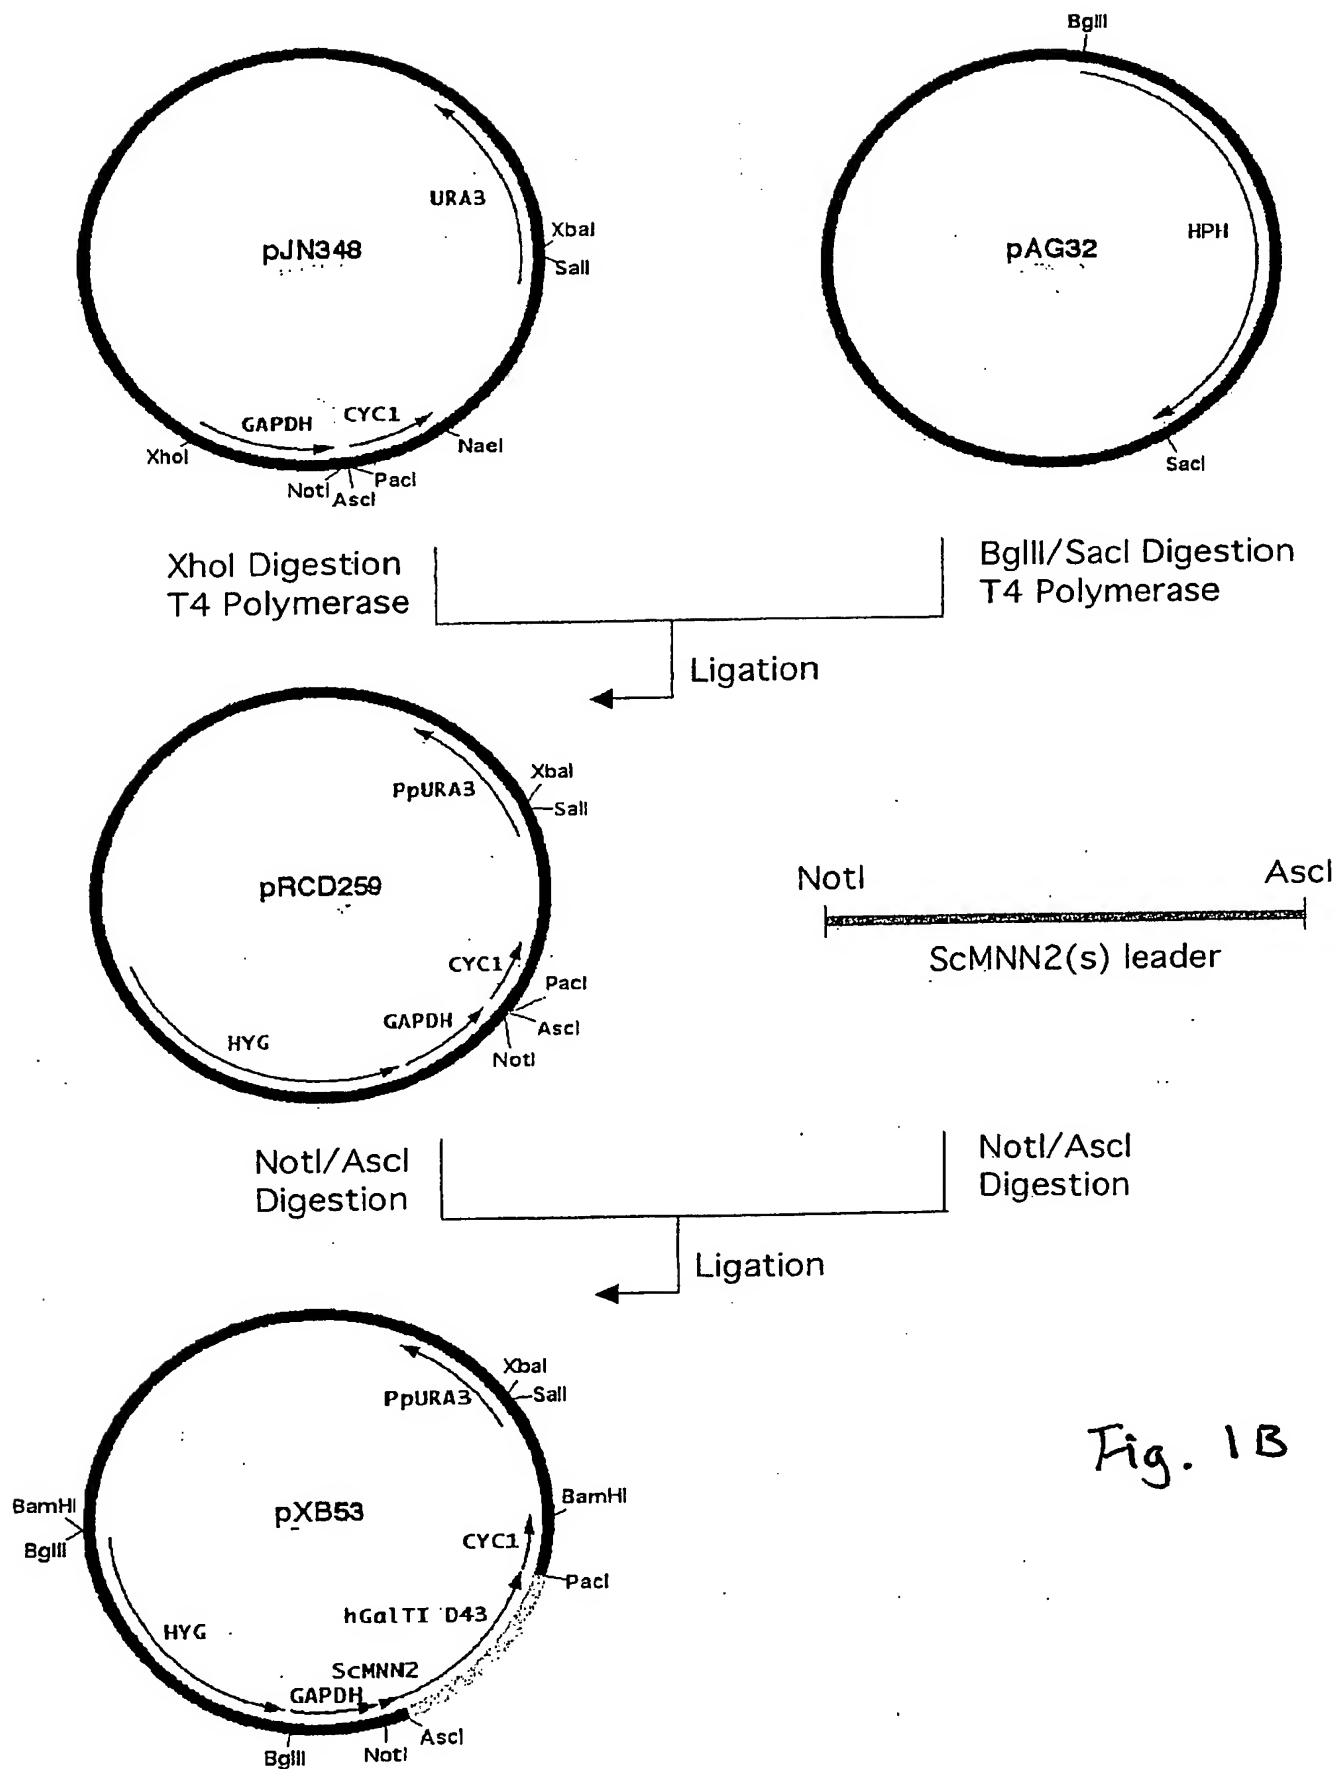 BglII
URA3
XbaI
SalI
pJN348
HPH
pAG32
GAPDH
CYC1
XhoI
NaeI
NotI
AscI
PacI
SacI
XhoI Digestion
T4 Polymerase
BglII/SacI Digestion
T4 Polymerase
Ligation
PpURA3
XbaI
SalI
pRCD259
NotI
AscI
ScMNN2(s) leader
CYC1
PacI
GAPDH
AscI
HYG
NotI
NotI/AscI
Digestion
NotI/AscI
Digestion
Ligation
PpURA3
XbaI
SalI
Fig. 1B
BamHI
BglII
pXB53
BamHI
CYC1
PacI
hGalTI D43
HYG
ScMNN2
GAPDH
AscI
NotI
BglII